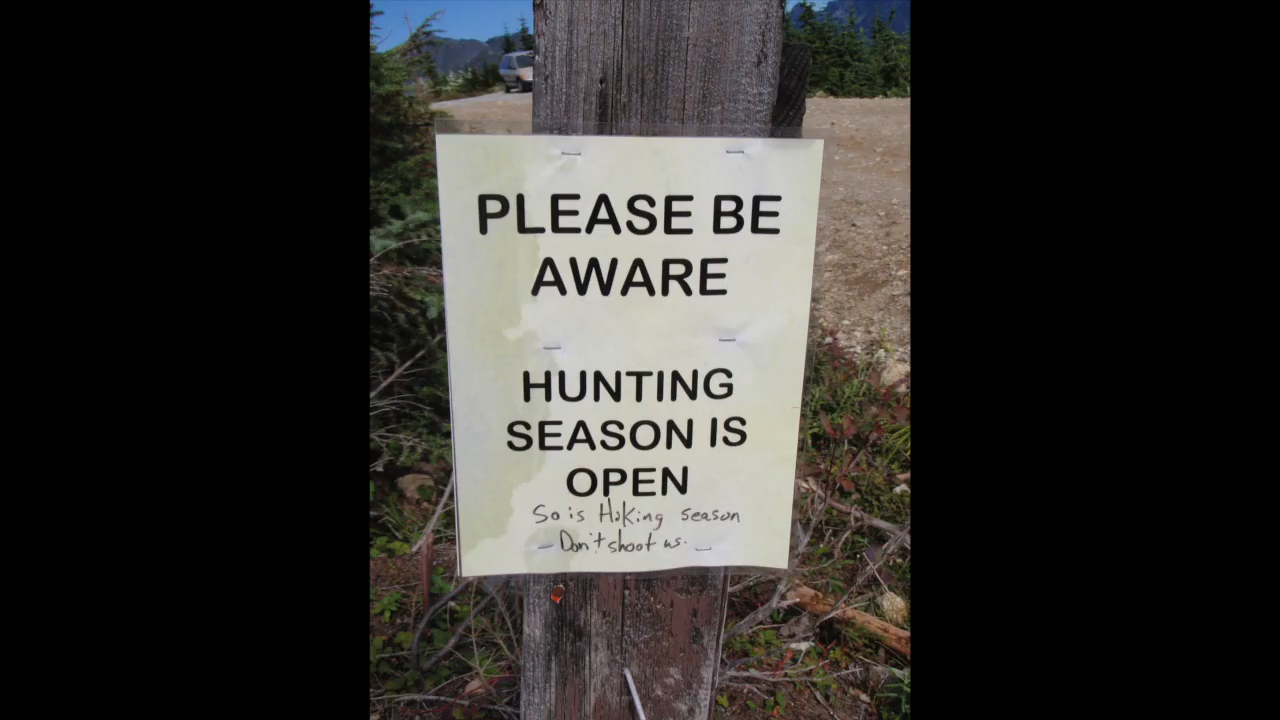 PLEASE BE
AWARE
HUNTING
SEASON IS
OPEN
So is Hiking season
- Don't shoot us. -